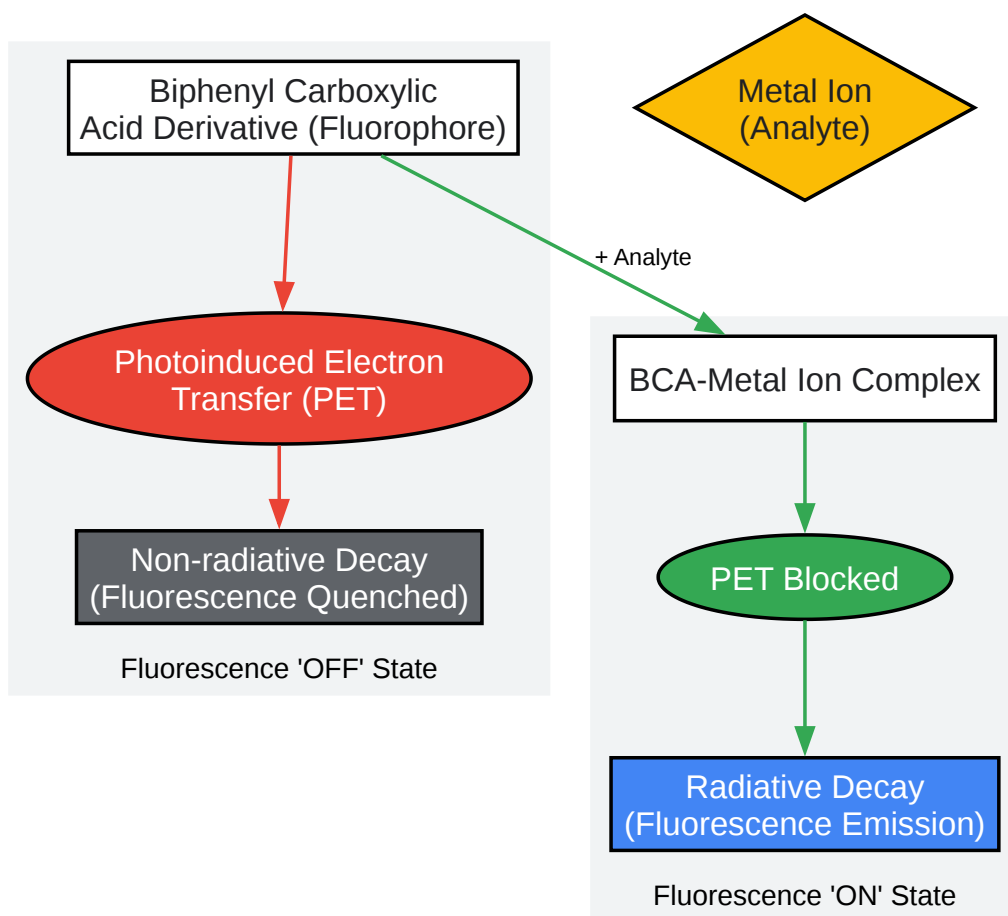 Biphenyl Carboxylic
Acid Derivative (Fluorophore)
Metal Ion
(Analyte)
+ Analyte
Photoinduced Electron
Transfer (PET)
BCA-Metal Ion Complex
Non-radiative Decay
(Fluorescence Quenched)
PET Blocked
Fluorescence 'OFF' State
Radiative Decay
(Fluorescence Emission)
Fluorescence 'ON' State